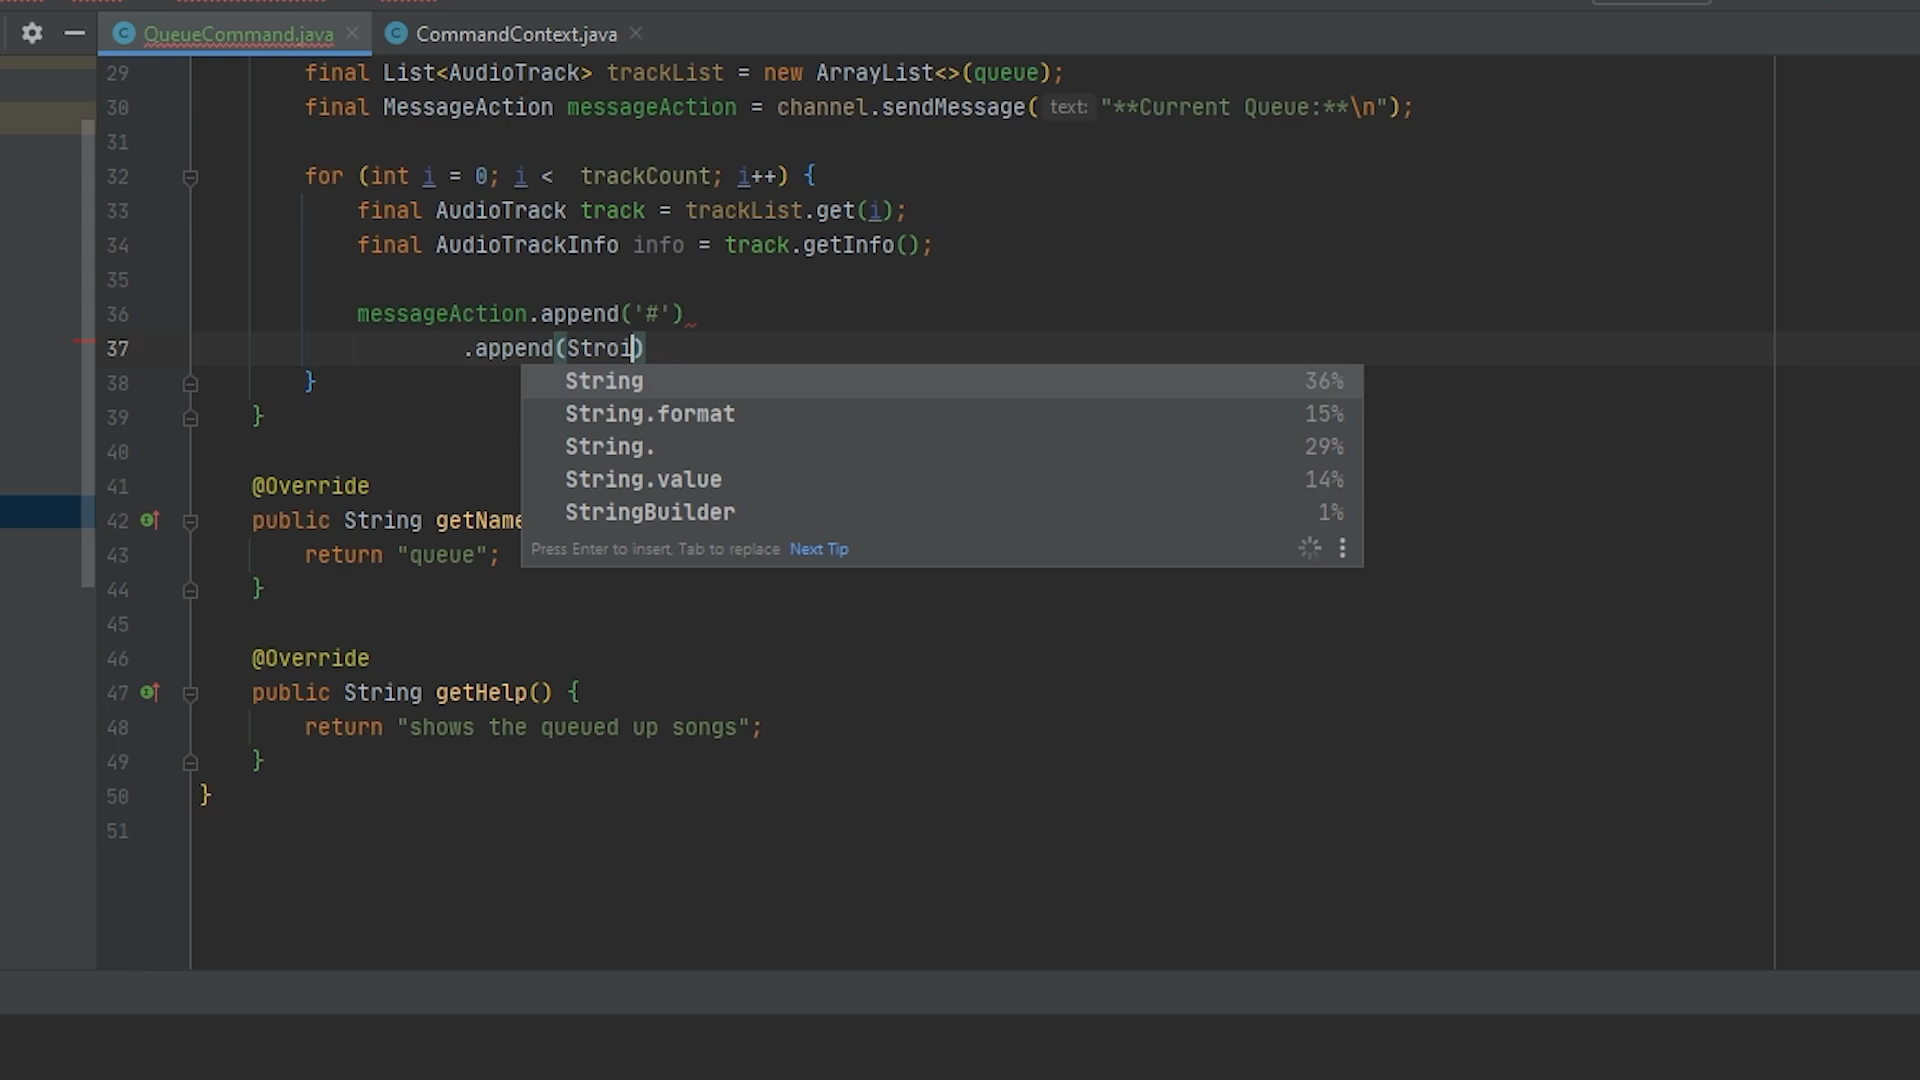 QueueCommand.java CommandContext.java
29 final List<AudioTrack> trackList = new ArrayList<>(queue);
30 final MessageAction messageAction = channel.sendMessage( text: "**Current Queue:**\n");
31
32 for (int i = 0; i <  trackCount; i++) {
33 final AudioTrack track = trackList.get(i);
34 final AudioTrackInfo info = track.getInfo();
35
36 messageAction.append('#')
37 .append(Stroi)
38 }
String 36%
39 }
String.format 15%
40
String. 29%
41 @Override
String.value 14%
42 public String getName
StringBuilder 1%
43 return "queue";
Press Enter to insert, Tab to replace Next Tip
44 }
45
46 @Override
47 public String getHelp() {
48 return "shows the queued up songs";
49 }
50 }
51